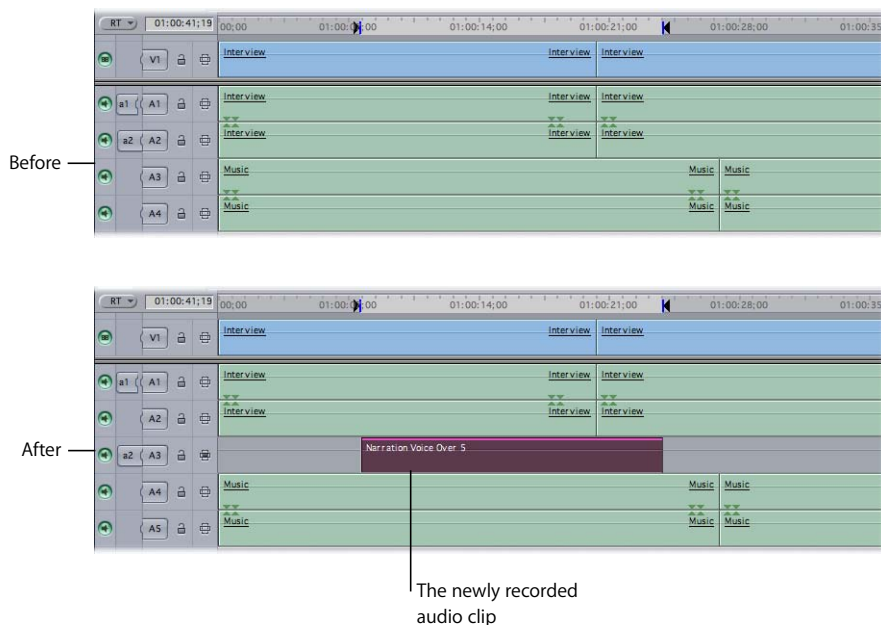 RT 01:00:41;19 00;00 01:00:0 ;00 01:00:14;00 01:00:21;00 01:00:28;00 01:00:35
V1 Interview Interview Interview
a1 A1 Interview Interview Interview
a2 A2 Interview Interview Interview
Before
A3 Music Music Music
A4 Music Music Music
RT 01:00:41;19 00;00 01:00:0 ;00 01:00:14;00 01:00:21;00 01:00:28;00 01:00:35
V1 Interview Interview Interview
a1 A1 Interview Interview Interview
A2 Interview Interview Interview
After
a2 A3 Narration Voice Over 5
A4 Music Music Music
A5 Music Music Music
The newly recorded
audio clip